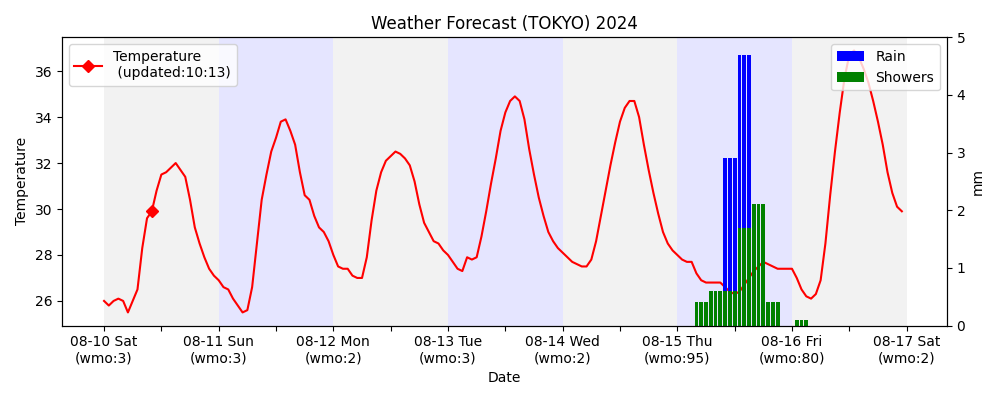 Weather Forecast (TOKYO) 2024
Temperature
(updated:10:13)
Rain
Showers
Temperature
36
34
32
30
28
26
5
4
3
2
1
0
mm
08-10 Sat
(wmo:3)
08-11 Sun
(wmo:3)
08-12 Mon
(wmo:2)
08-13 Tue
(wmo:3)
08-14 Wed
(wmo:2)
08-15 Thu
(wmo:95)
08-16 Fri
(wmo:80)
08-17 Sat
(wmo:2)
Date